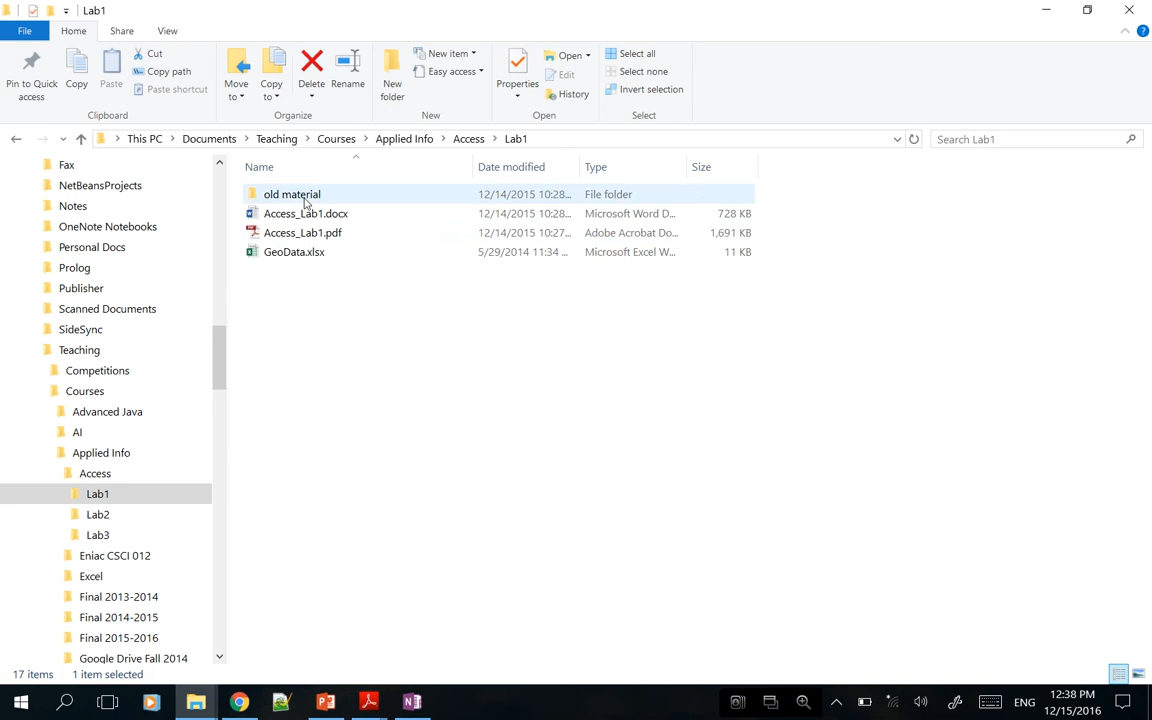 Lab1
File Home Share View
Pin to Quick access
Copy
Paste
Cut
Copy path
Paste shortcut
Clipboard
Move to
Copy to
Delete
Rename
Organize
New folder
New item
Easy access
New
Properties
Open
Edit
History
Open
Select all
Select none
Invert selection
Select
This PC > Documents > Teaching > Courses > Applied Info > Access > Lab1
Search Lab1
Fax
NetBeansProjects
Notes
OneNote Notebooks
Personal Docs
Prolog
Publisher
Scanned Documents
SideSync
Teaching
Competitions
Courses
Advanced Java
AI
Applied Info
Access
Lab1
Lab2
Lab3
Eniac CSCI 012
Excel
Final 2013-2014
Final 2014-2015
Final 2015-2016
Google Drive Fall 2014
Name Date modified Type Size
old material 12/14/2015 10:28... File folder
Access_Lab1.docx 12/14/2015 10:28... Microsoft Word D... 728 KB
Access_Lab1.pdf 12/14/2015 10:27... Adobe Acrobat Do... 1,691 KB
GeoData.xlsx 5/29/2014 11:34 ... Microsoft Excel W... 11 KB
17 items 1 item selected
ENG
12:38 PM
12/15/2016